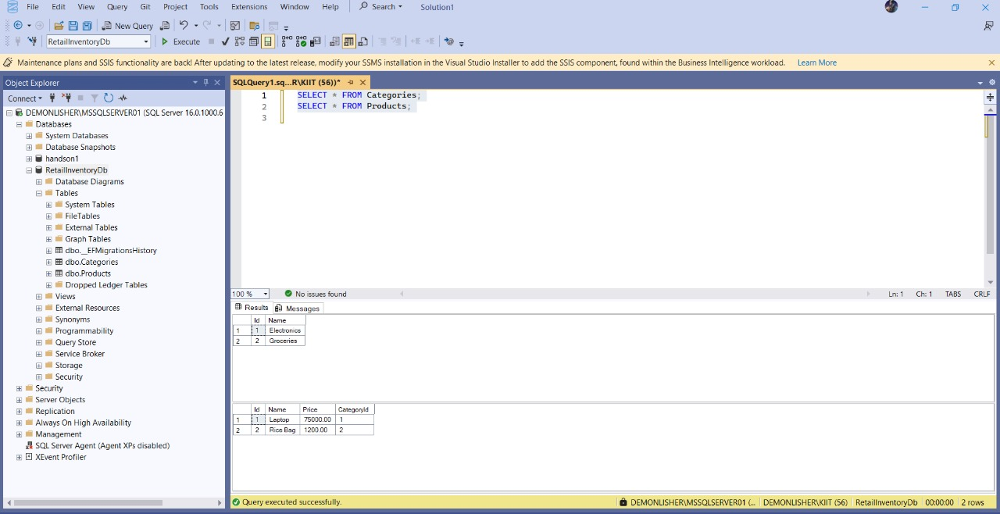 File Edit View Query Git Project Tools Extensions Window Help Search Solution1
New Query
RetailInventoryDb Execute
Maintenance plans and SSIS functionality are back! After updating to the latest release, modify your SSMS installation in the Visual Studio Installer to add the SSIS component, found within the Business Intelligence workload. Learn More
Object Explorer
Connect
DEMONLISHER\MSSQLSERVER01 (SQL Server 16.0.1000.6
Databases
System Databases
Database Snapshots
handson1
RetailInventoryDb
Database Diagrams
Tables
System Tables
FileTables
External Tables
Graph Tables
dbo.__EFMigrationsHistory
dbo.Categories
dbo.Products
Dropped Ledger Tables
Views
External Resources
Synonyms
Programmability
Query Store
Service Broker
Storage
Security
Security
Server Objects
Replication
Always On High Availability
Management
SQL Server Agent (Agent XPs disabled)
XEvent Profiler
SQLQuery1.sq...R\KIIT (56))*
1 SELECT * FROM Categories;
2 SELECT * FROM Products;
3
100 % No issues found Ln: 1 Ch: 1 TABS CRLF
Results Messages
Id Name
1 1 Electronics
2 2 Groceries
Id Name Price CategoryId
1 1 Laptop 75000.00 1
2 2 Rice Bag 1200.00 2
Query executed successfully. DEMONLISHER\MSSQLSERVER01 (... DEMONLISHER\KIIT (56) RetailInventoryDb 00:00:00 2 rows